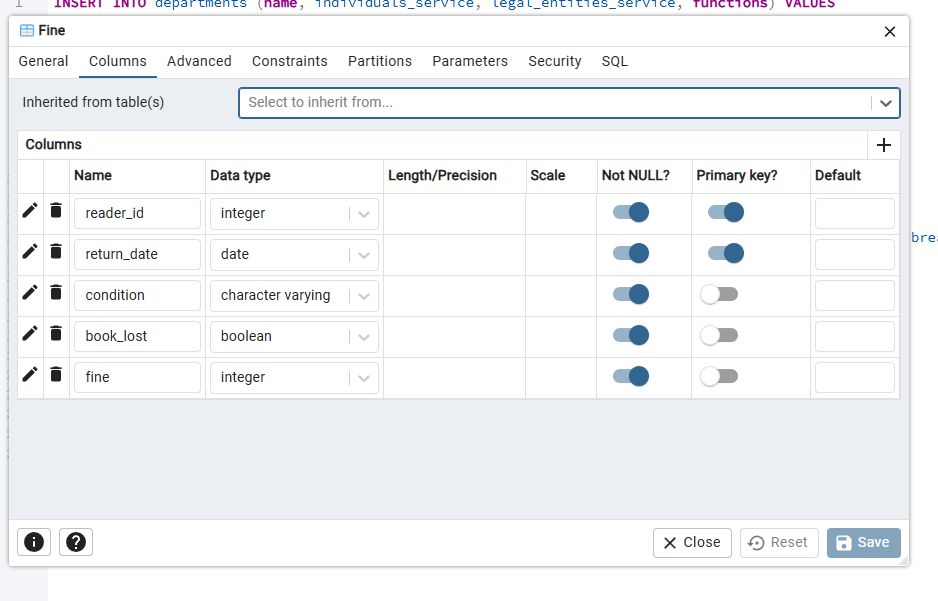 1 INSERT INTO departments (name, individuals_service, legal_entities_service, functions) VALUES
Fine
General Columns Advanced Constraints Partitions Parameters Security SQL
Inherited from table(s) Select to inherit from...
Columns
Name Data type Length/Precision Scale Not NULL? Primary key? Default
reader_id integer
return_date date
condition character varying
book_lost boolean
fine integer
Close Reset Save